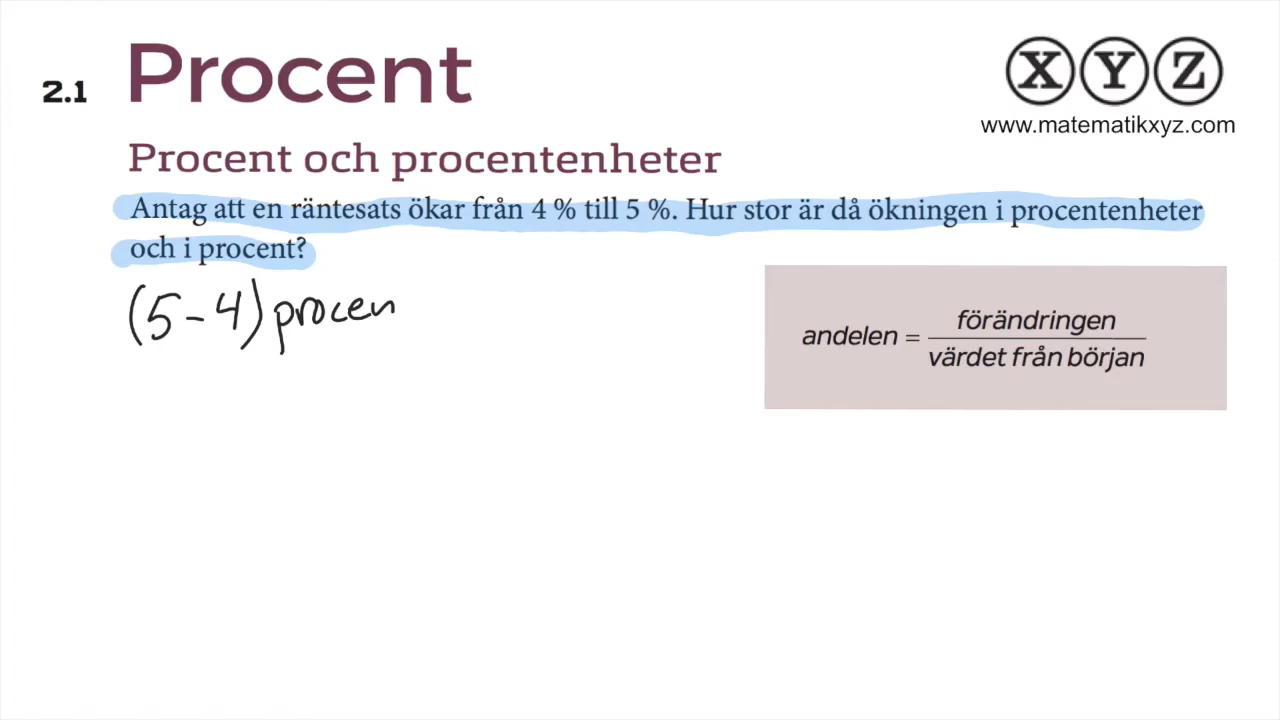 2.1 Procent
XYZ
www.matematikxyz.com
Procent och procentenheter
Antag att en räntesats ökar från 4 % till 5 %. Hur stor är då ökningen i procentenheter
och i procent?
(5-4) procen
andelen = förändringen
värdet från början